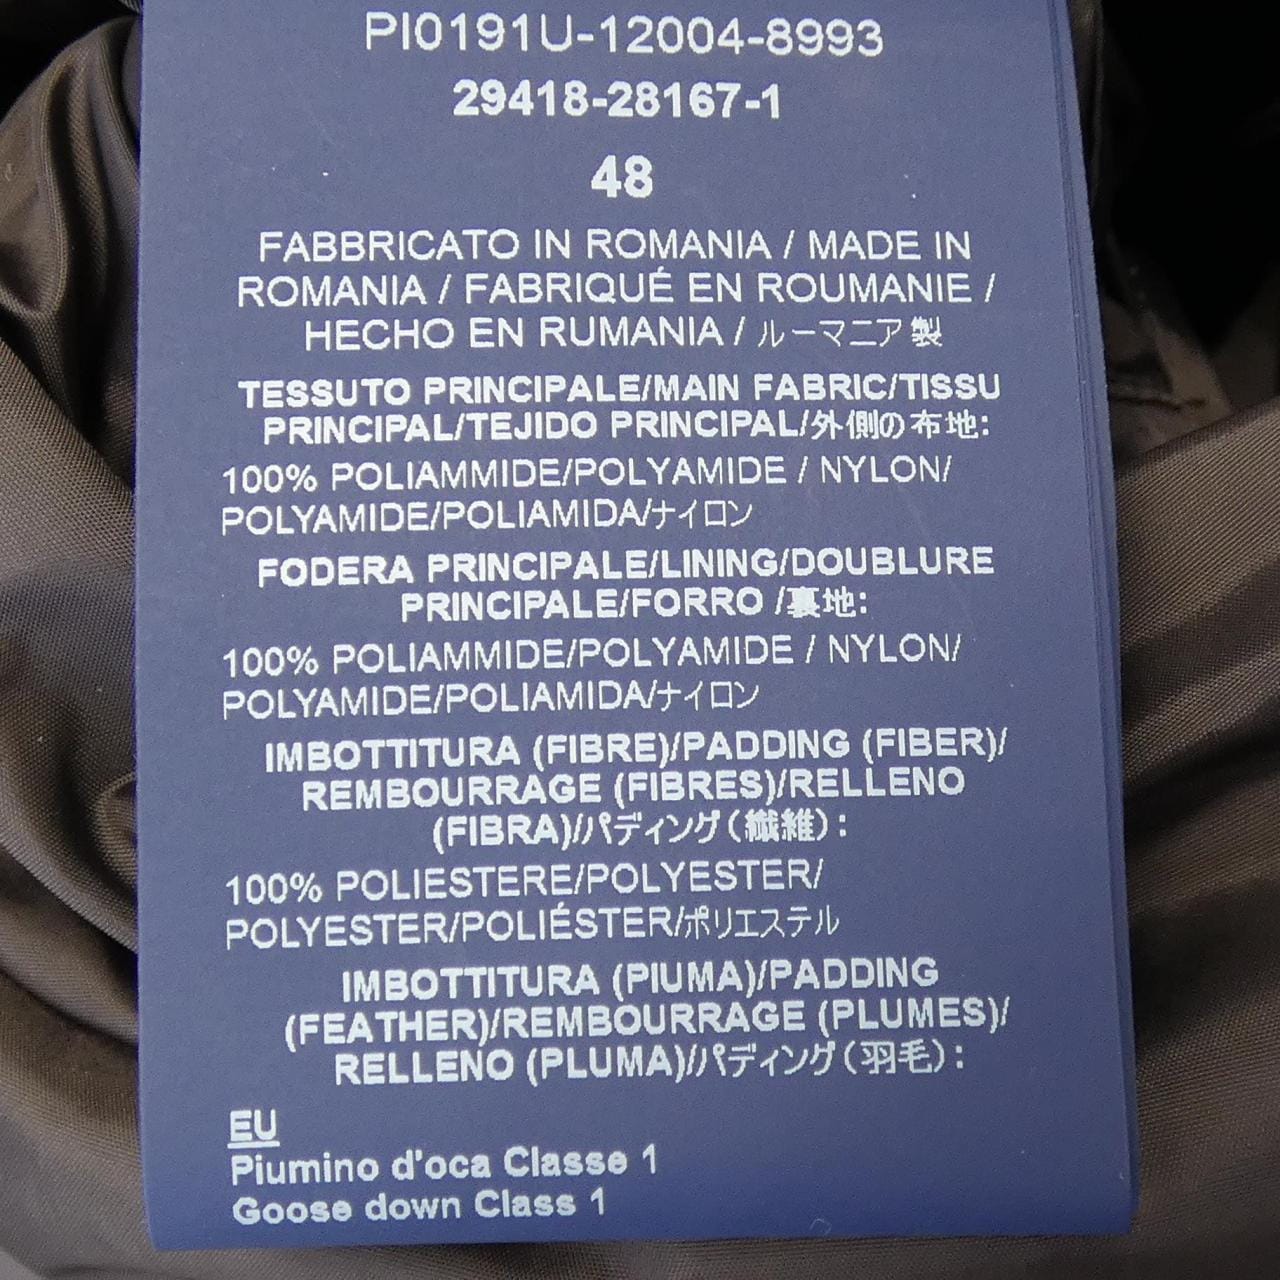 PI0191U-12004-8993
29418-28167-1
48
FABBRICATO IN ROMANIA / MADE IN
ROMANIA / FABRIQUÉ EN ROUMANIE /
HECHO EN RUMANIA / ルーマニア製
TESSUTO PRINCIPALE/MAIN FABRIC/TISSU
PRINCIPAL/TEJIDO PRINCIPAL/外側の布地:
100% POLIAMMIDE/POLYAMIDE / NYLON/
POLYAMIDE/POLIAMIDA/ナイロン
FODERA PRINCIPALE/LINING/DOUBLURE
PRINCIPALE/FORRO /裏地:
100% POLIAMMIDE/POLYAMIDE / NYLON/
POLYAMIDE/POLIAMIDA/ナイロン
IMBOTTITURA (FIBRE)/PADDING (FIBER)/
REMBOURRAGE (FIBRES)/RELLENO
(FIBRA)/パディング(繊維):
100% POLIESTERE/POLYESTER/
POLYESTER/POLIÉSTER/ポリエステル
IMBOTTITURA (PIUMA)/PADDING
(FEATHER)/REMBOURRAGE (PLUMES)/
RELLENO (PLUMA)/パディング(羽毛):
EU
Piumino d'oca Classe 1
Goose down Class 1